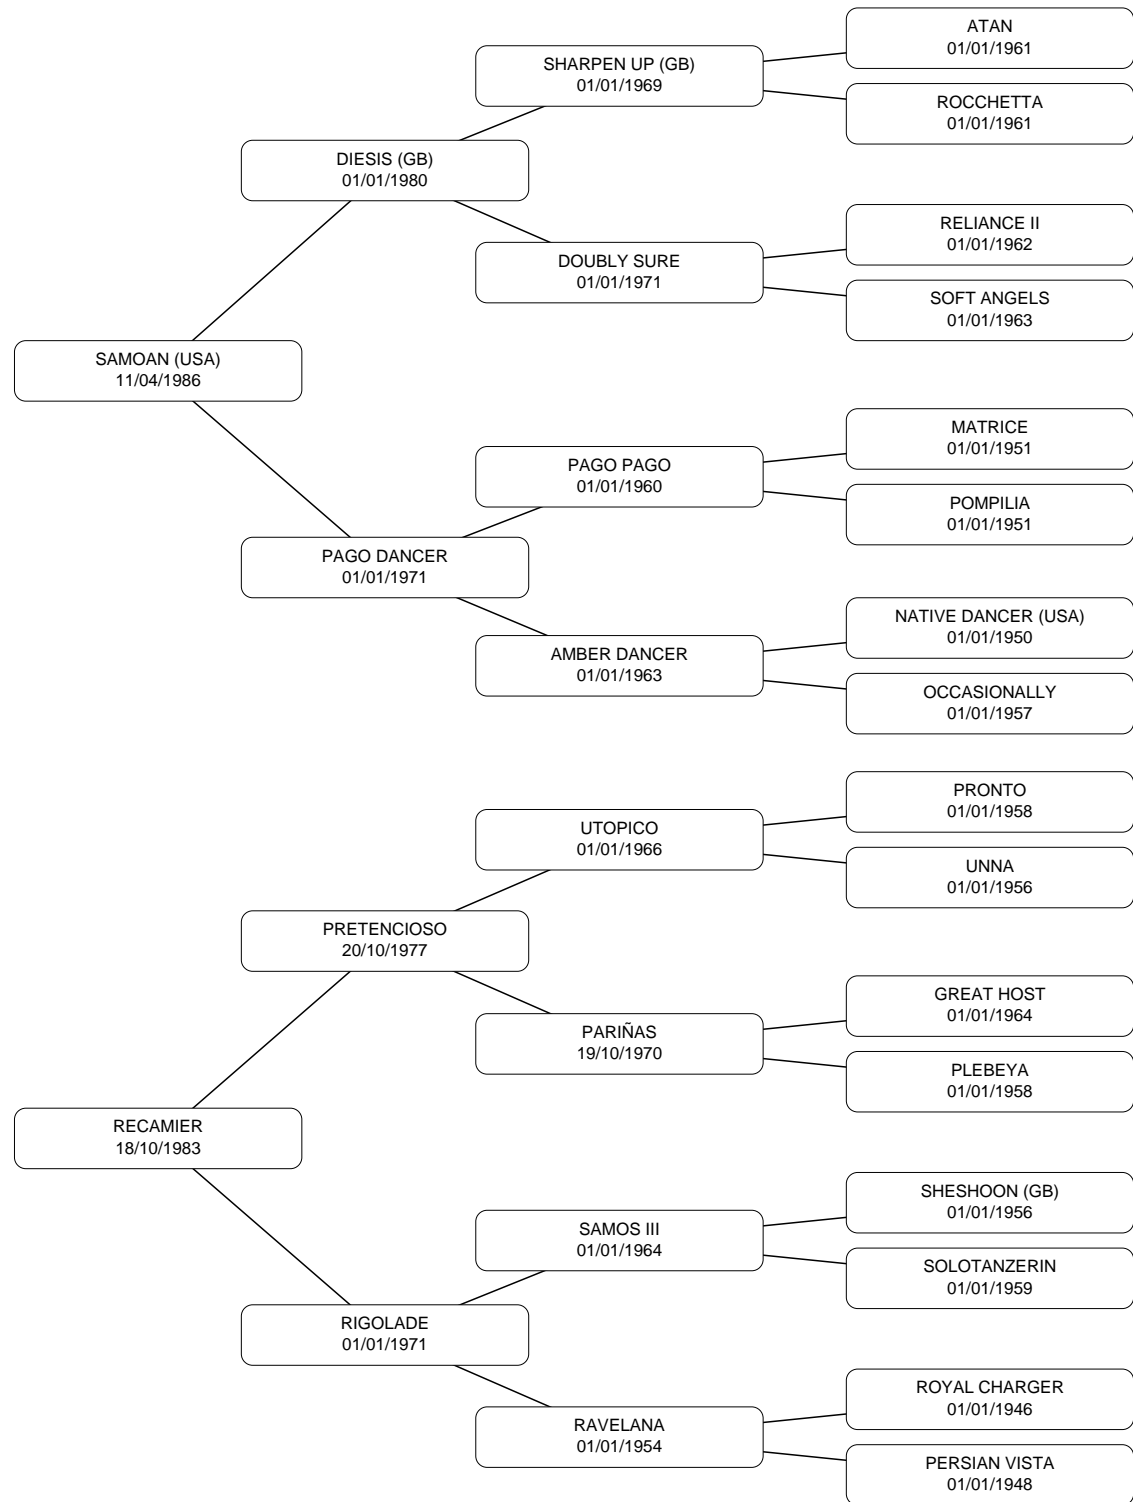 ATAN
01/01/1961
SHARPEN UP (GB)
01/01/1969
ROCCHETTA
01/01/1961
DIESIS (GB)
01/01/1980
RELIANCE II
01/01/1962
DOUBLY SURE
01/01/1971
SOFT ANGELS
01/01/1963
SAMOAN (USA)
11/04/1986
MATRICE
01/01/1951
PAGO PAGO
01/01/1960
POMPILIA
01/01/1951
PAGO DANCER
01/01/1971
NATIVE DANCER (USA)
01/01/1950
AMBER DANCER
01/01/1963
OCCASIONALLY
01/01/1957
PRONTO
01/01/1958
UTOPICO
01/01/1966
UNNA
01/01/1956
PRETENCIOSO
20/10/1977
GREAT HOST
01/01/1964
PARIÑAS
19/10/1970
PLEBEYA
01/01/1958
RECAMIER
18/10/1983
SHESHOON (GB)
01/01/1956
SAMOS III
01/01/1964
SOLOTANZERIN
01/01/1959
RIGOLADE
01/01/1971
ROYAL CHARGER
01/01/1946
RAVELANA
01/01/1954
PERSIAN VISTA
01/01/1948